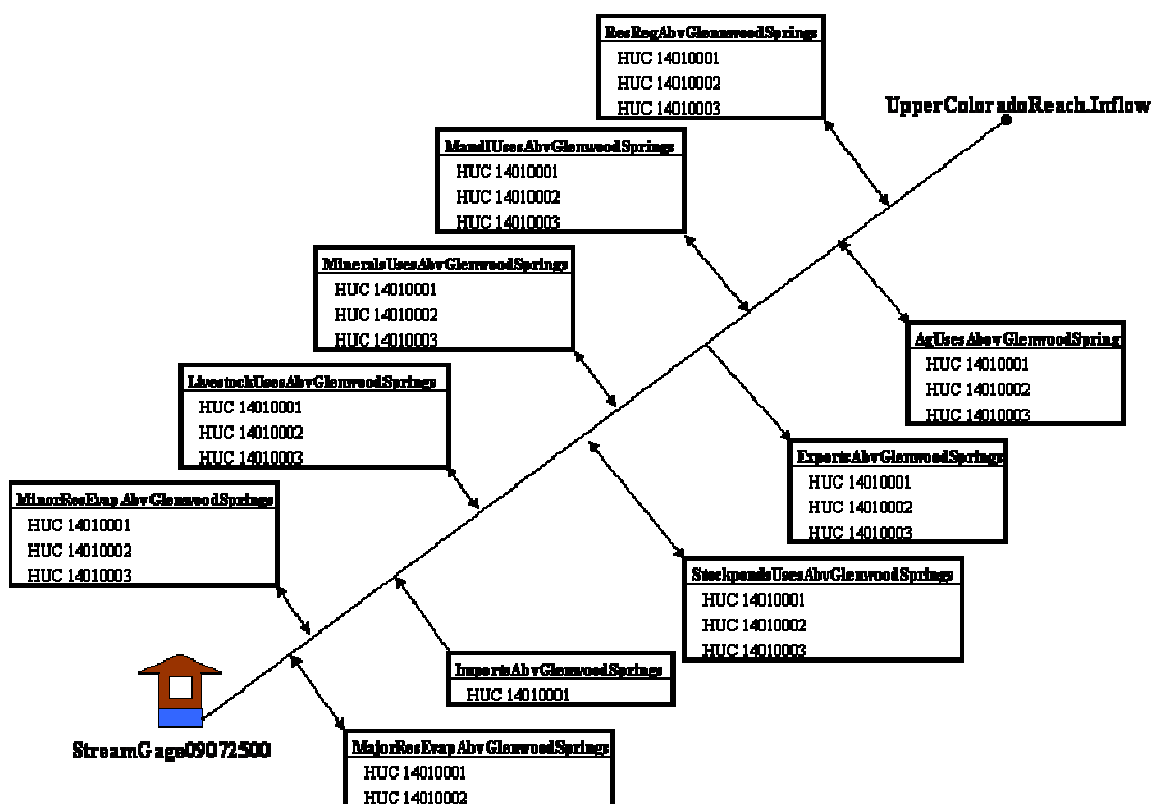 ResRegAbvGlennwoodSprings
HUC 14010001
HUC 14010002
HUC 14010003
UpperColoradoReach.Inflow
MandIUsesAbvGlenwoodSprings
HUC 14010001
HUC 14010002
HUC 14010003
MineralsUsesAbvGlenwoodSprings
HUC 14010001
HUC 14010002
HUC 14010003
AgUsesAbovGlenwoodSpring
HUC 14010001
HUC 14010002
HUC 14010003
LivestockUsesAbvGlenwoodSprings
HUC 14010001
HUC 14010002
HUC 14010003
ExportsAbvGlenwoodSprings
HUC 14010001
HUC 14010002
HUC 14010003
MinorResEvapAbvGlenwoodSprings
HUC 14010001
HUC 14010002
HUC 14010003
StockpondsUsesAbvGlenwoodSprings
HUC 14010001
HUC 14010002
HUC 14010003
ImportsAbvGlenwoodSprings
HUC 14010001
StreamGage09072500
MajorResEvapAbvGlenwoodSprings
HUC 14010001
HUC 14010002